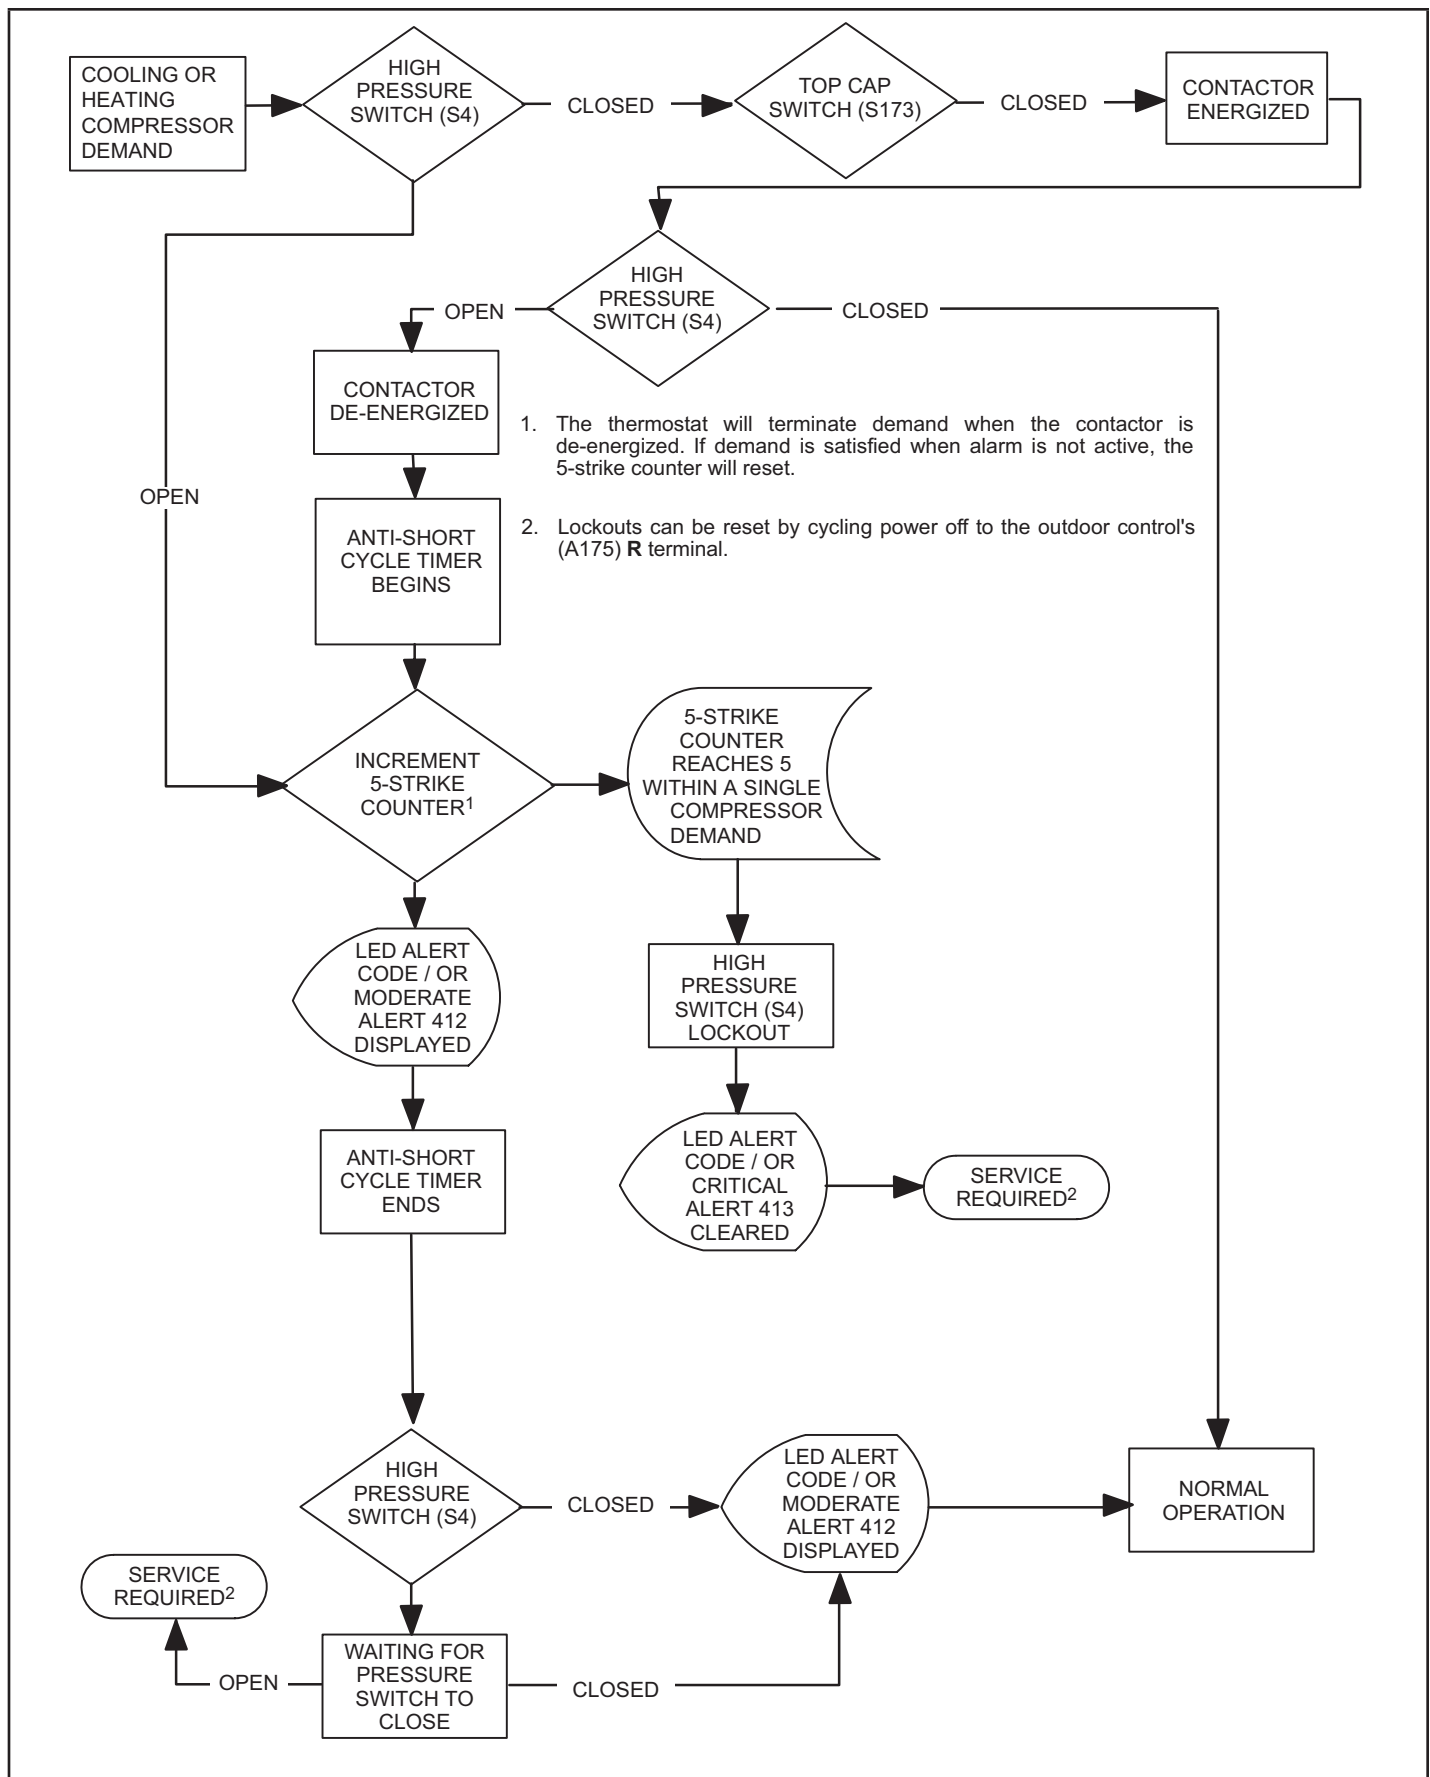 COOLING OR
HEATING
COMPRESSOR
DEMAND
HIGH
PRESSURE
SWITCH (S4)
CLOSED
TOP CAP
SWITCH (S173)
CLOSED
CONTACTOR
ENERGIZED
HIGH
PRESSURE
SWITCH (S4)
OPEN
CLOSED
CONTACTOR
DE-ENERGIZED
1. The thermostat will terminate demand when the contactor is
de-energized. If demand is satisfied when alarm is not active, the
5-strike counter will reset.
OPEN
ANTI-SHORT
CYCLE TIMER
BEGINS
2. Lockouts can be reset by cycling power off to the outdoor control's
(A175) R terminal.
INCREMENT
5-STRIKE
COUNTER1
5-STRIKE
COUNTER
REACHES 5
WITHIN A SINGLE
COMPRESSOR
DEMAND
LED ALERT
CODE / OR
MODERATE
ALERT 412
DISPLAYED
HIGH
PRESSURE
SWITCH (S4)
LOCKOUT
ANTI-SHORT
CYCLE TIMER
ENDS
LED ALERT
CODE / OR
CRITICAL
ALERT 413
CLEARED
SERVICE
REQUIRED2
HIGH
PRESSURE
SWITCH (S4)
CLOSED
LED ALERT
CODE / OR
MODERATE
ALERT 412
DISPLAYED
NORMAL
OPERATION
SERVICE
REQUIRED2
OPEN
WAITING FOR
PRESSURE
SWITCH TO
CLOSE
CLOSED